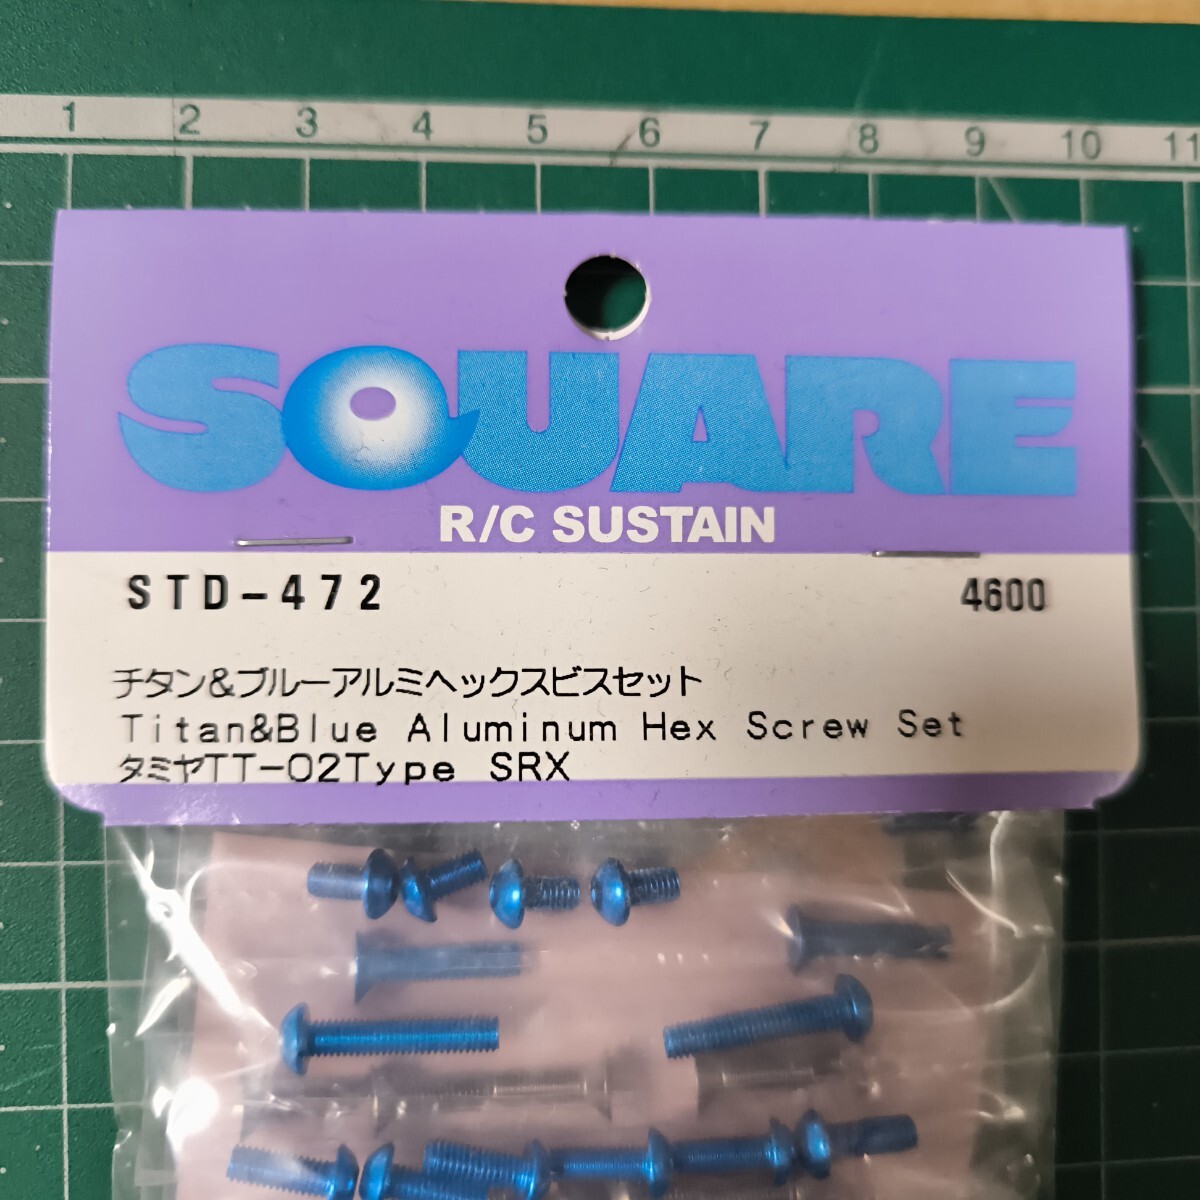 1 2 3 4 5 6 7 8 9 10 11
SQUARE
R/C SUSTAIN
STD-472 4600
チタン&ブルーアルミヘックスビスセット
Titan&Blue Aluminum Hex Screw Set
タミヤTT-02Type SRX